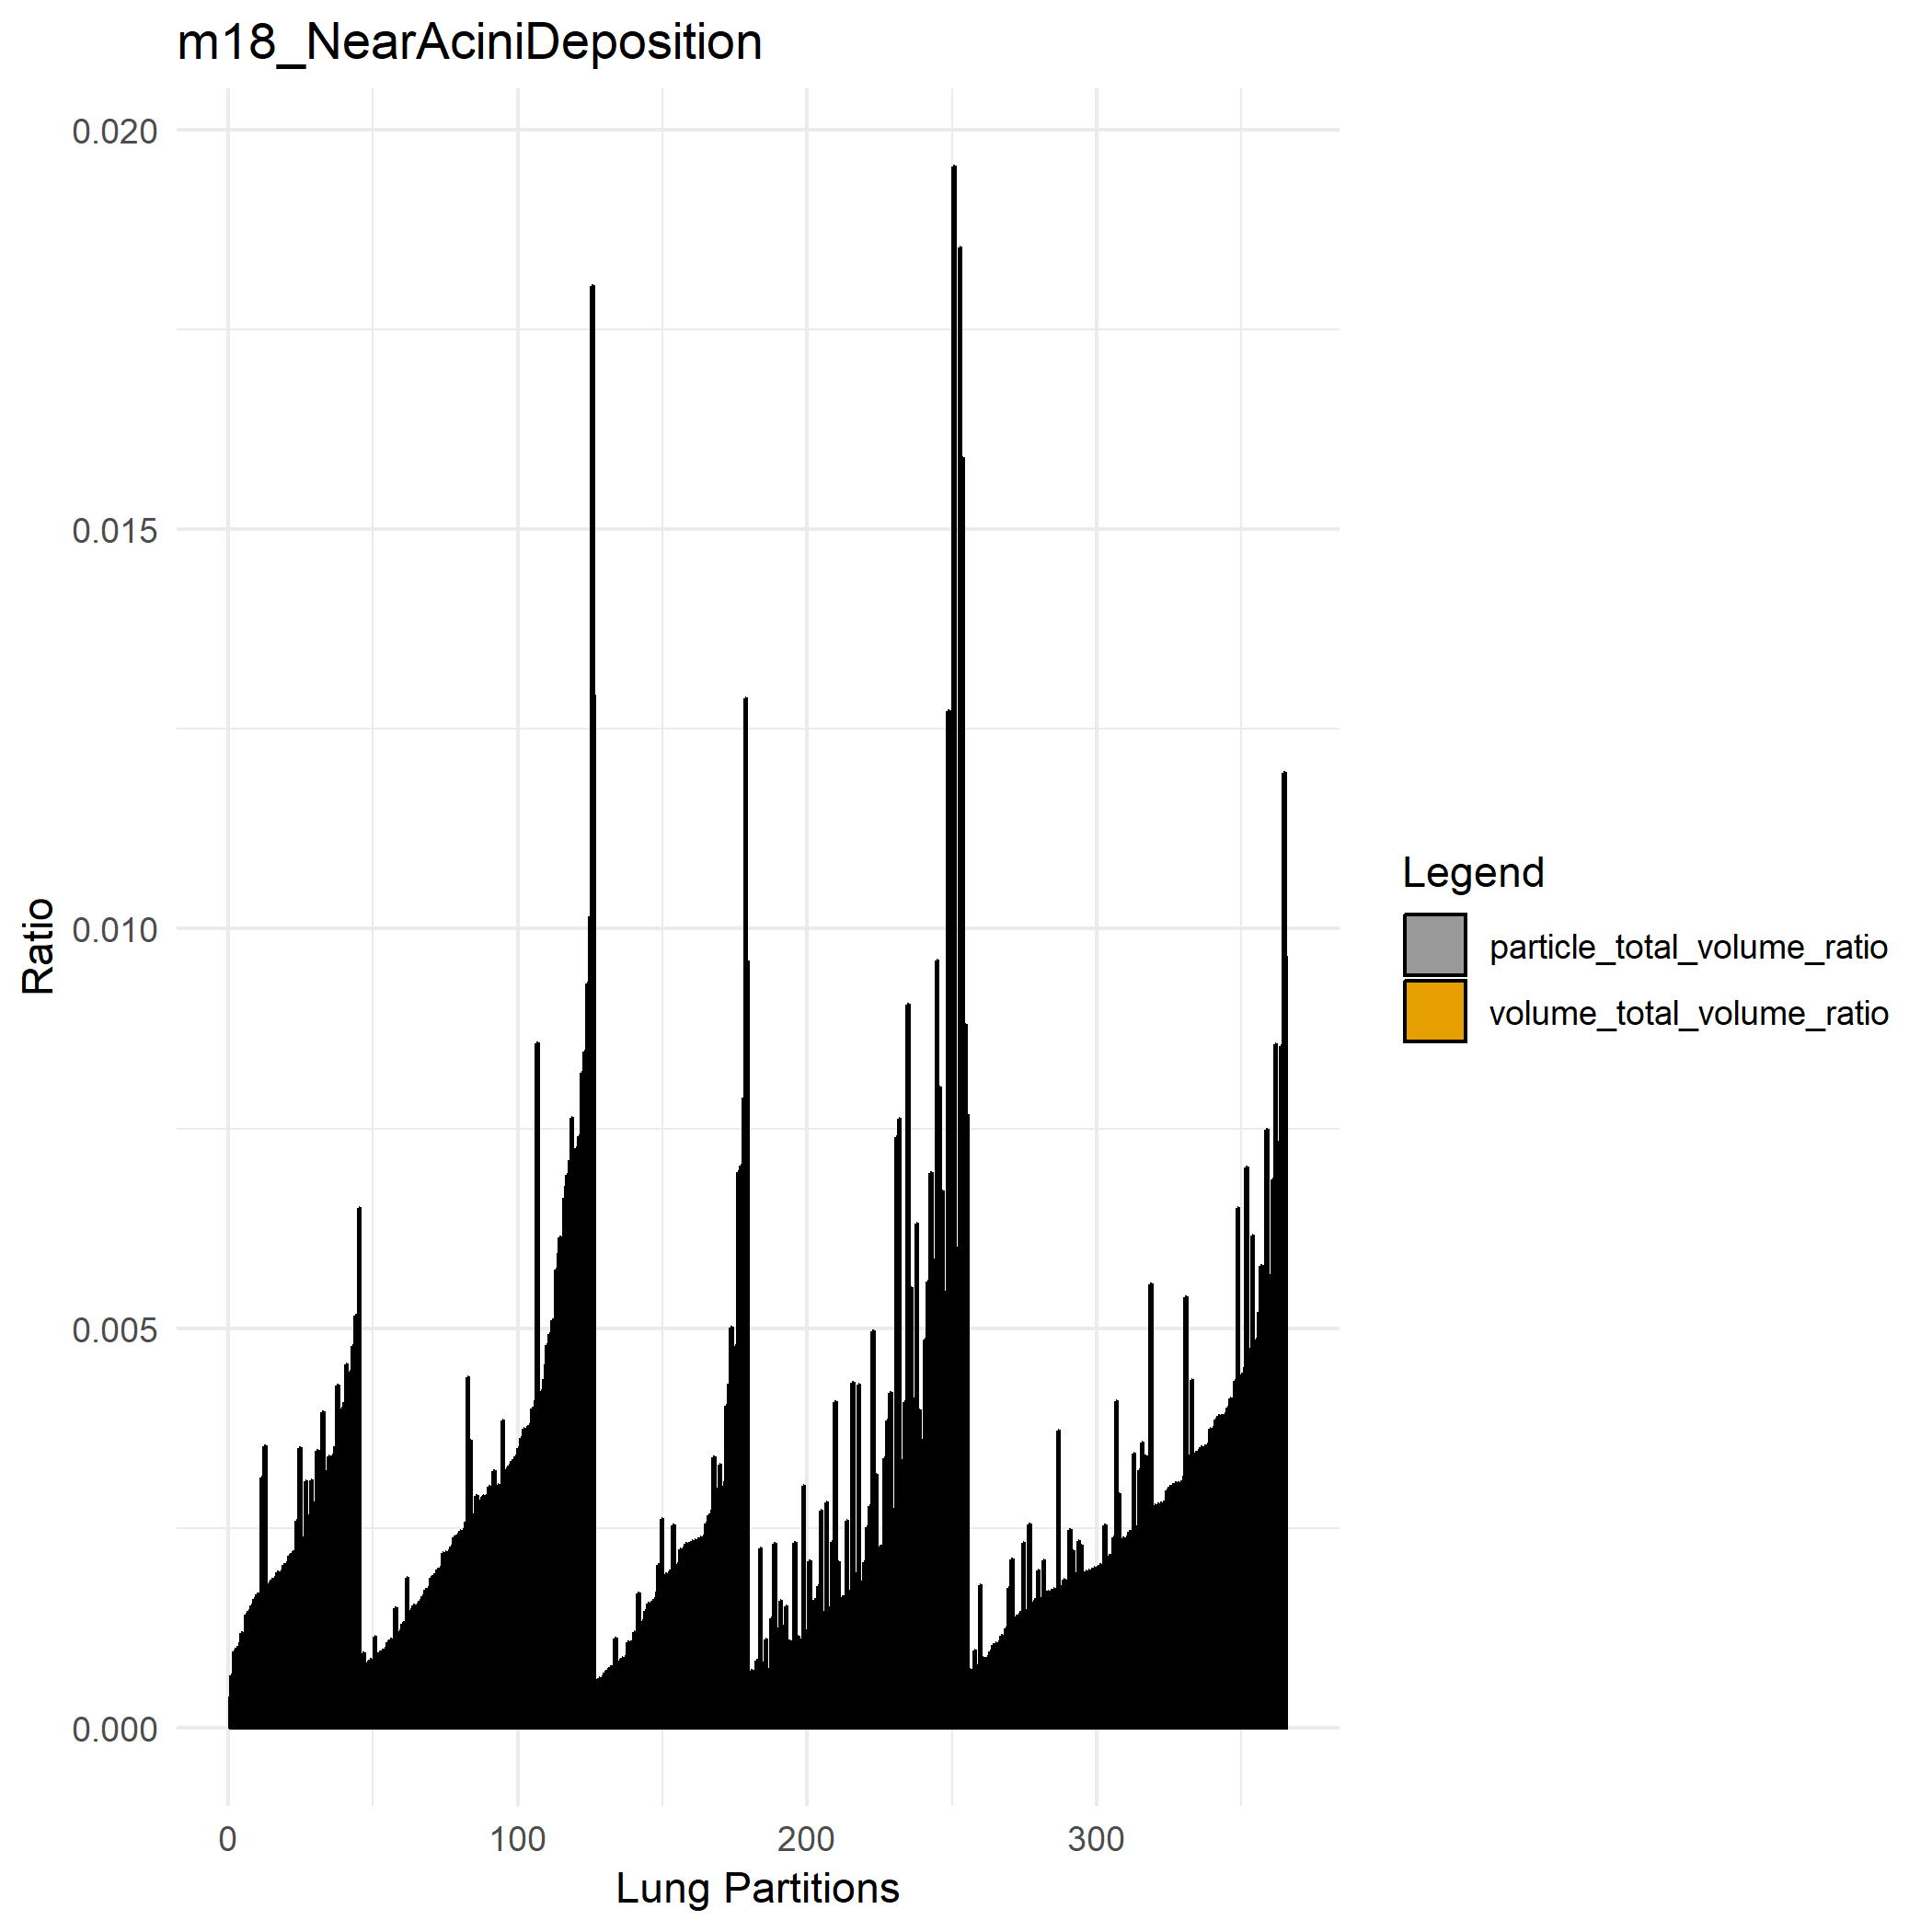 m18_NearAciniDeposition
0.020
0.015
0.010
0.005
0.000
Ratio
0 100 200 300
Lung Partitions
Legend
particle_total_volume_ratio
volume_total_volume_ratio